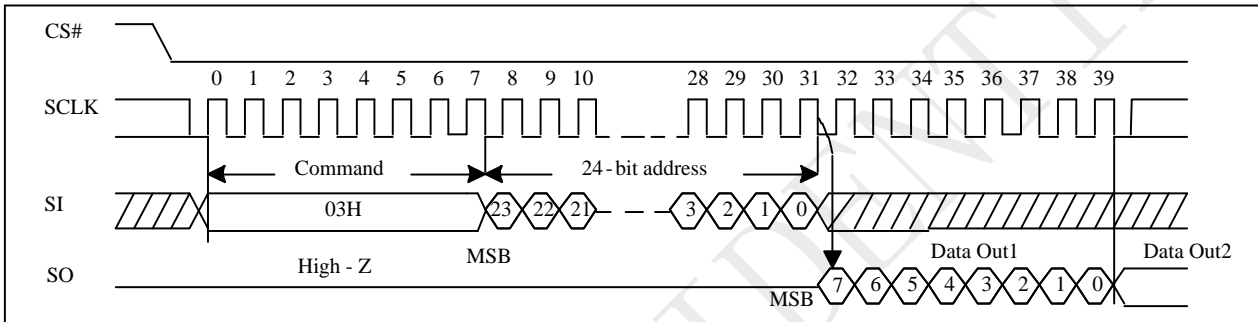 CS#
0 1 2 3 4 5 6 7 8 9 10 28 29 30 31 32 33 34 35 36 37 38 39
SCLK
Command 24-bit address
SI 03H 23 22 21 3 2 1 0
MSB Data Out1 Data Out2
High - Z
SO 7 6 5 4 3 2 1 0
MSB